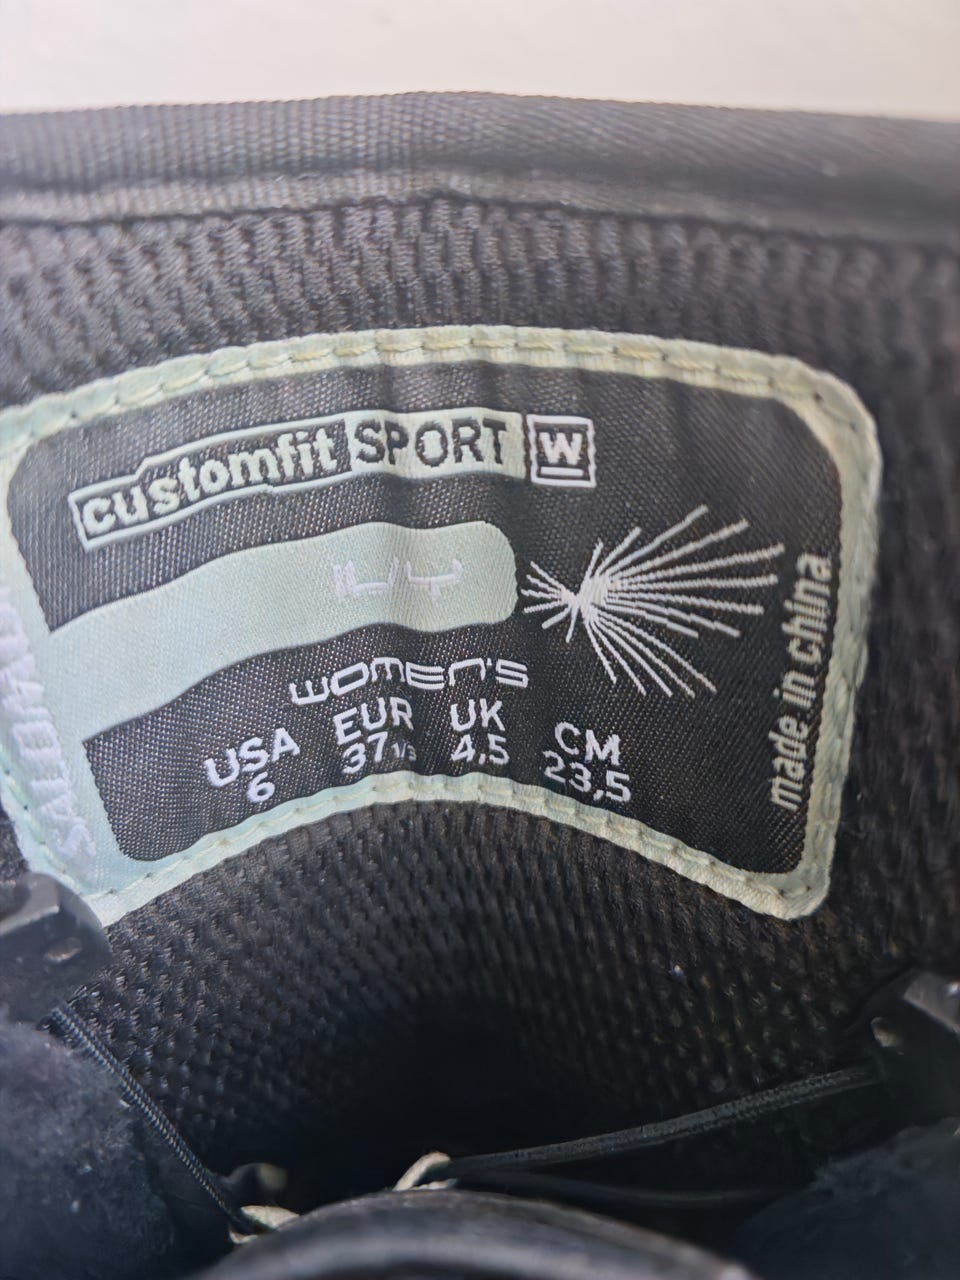 customfit SPORT W
WOMEN'S
USA EUR UK CM
6 37 1/3 4,5 23,5
made in china